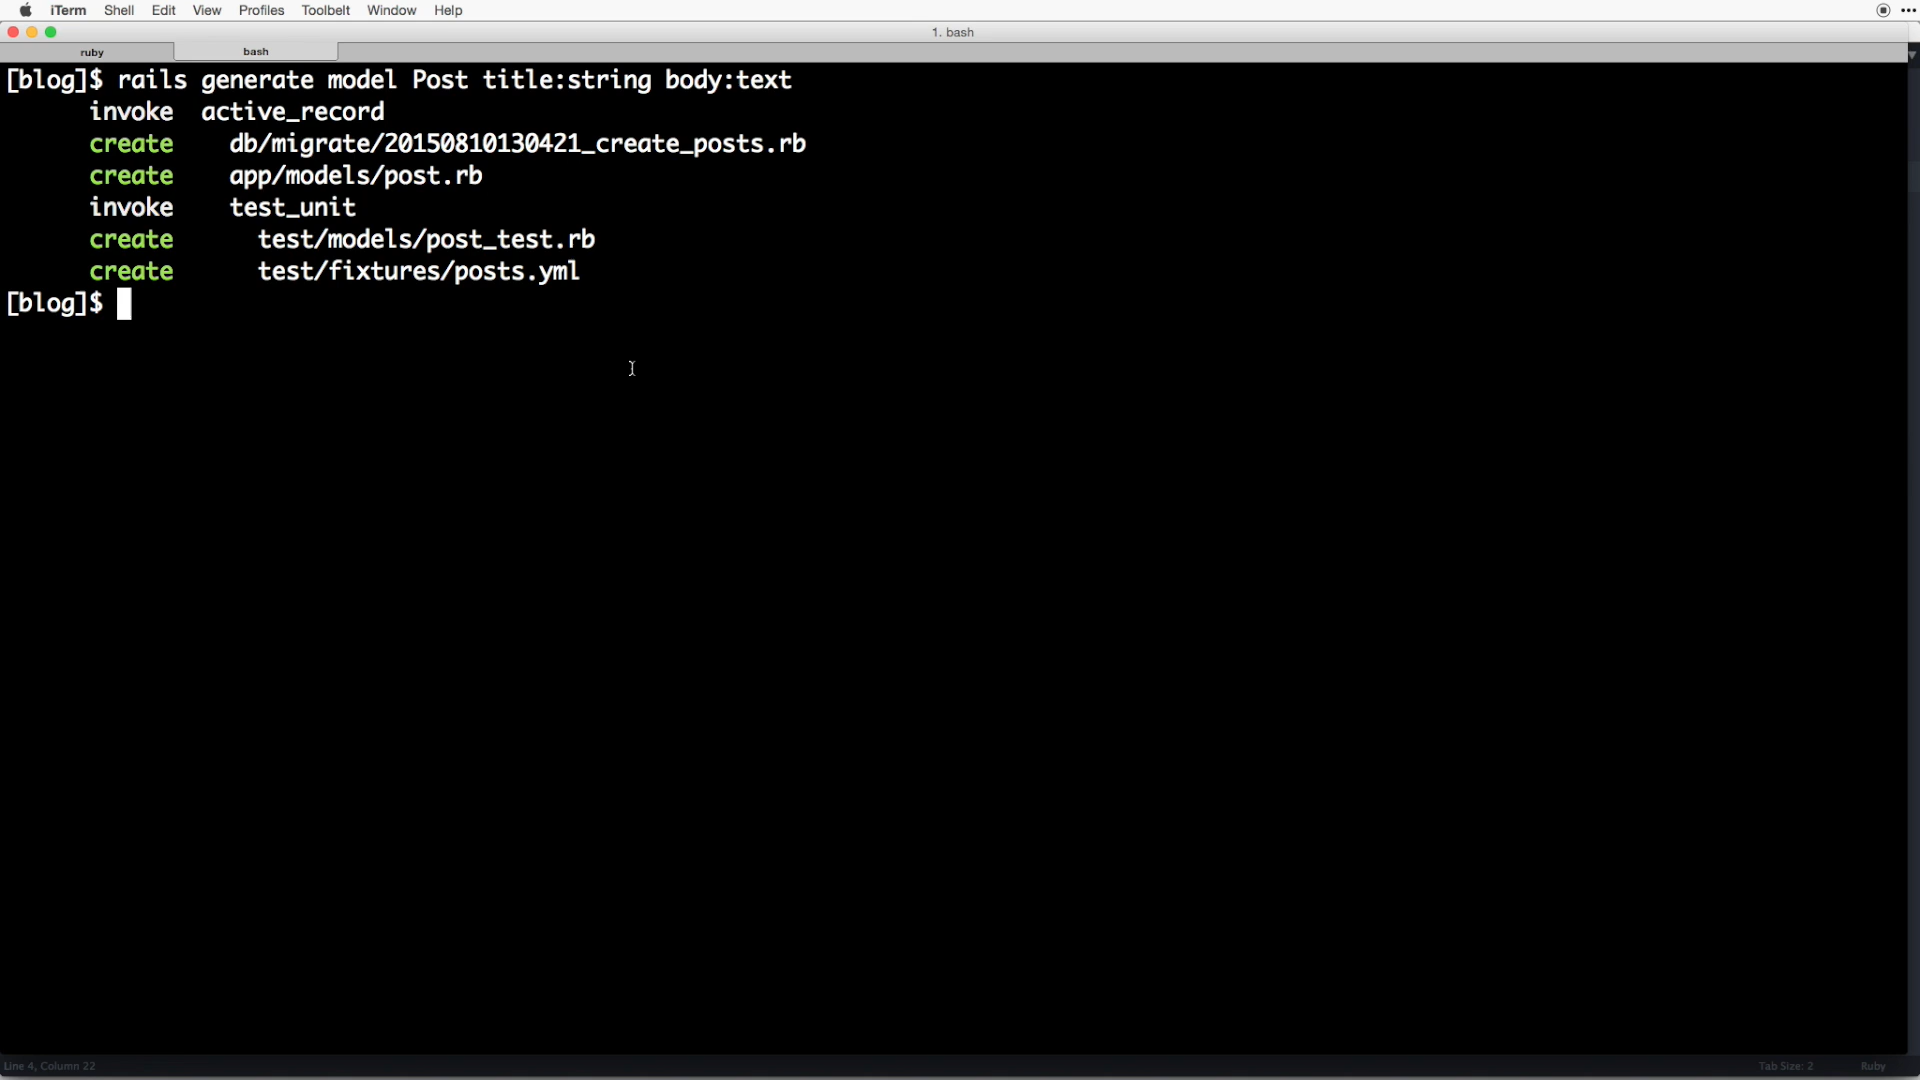 iTerm Shell Edit View Profiles Toolbelt Window Help
1. bash
ruby bash
[blog]$ rails generate model Post title:string body:text
invoke active_record
create db/migrate/20150810130421_create_posts.rb
create app/models/post.rb
invoke test_unit
create test/models/post_test.rb
create test/fixtures/posts.yml
[blog]$
Line 4, Column 22 Tab Size: 2 Ruby